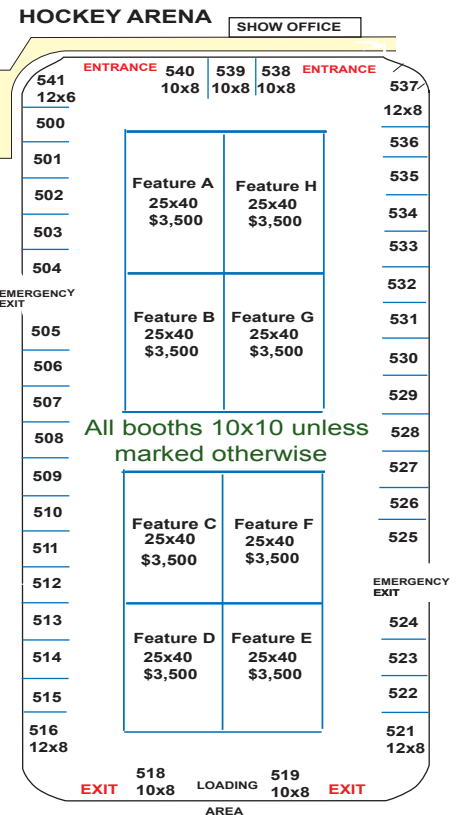 HOCKEY ARENA
SHOW OFFICE
ENTRANCE
540
10x8
539
10x8
538
10x8
ENTRANCE
541
12x6
500
501
502
503
504
EMERGENCY
EXIT
505
506
507
508
509
510
511
512
513
514
515
516
12x8
Feature A
25x40
$3,500
Feature H
25x40
$3,500
Feature B
25x40
$3,500
Feature G
25x40
$3,500
All booths 10x10 unless
marked otherwise
Feature C
25x40
$3,500
Feature F
25x40
$3,500
Feature D
25x40
$3,500
Feature E
25x40
$3,500
537
12x8
536
535
534
533
532
531
530
529
528
527
526
525
EMERGENCY
EXIT
524
523
522
521
12x8
EXIT
518
10x8
LOADING
AREA
519
10x8
EXIT